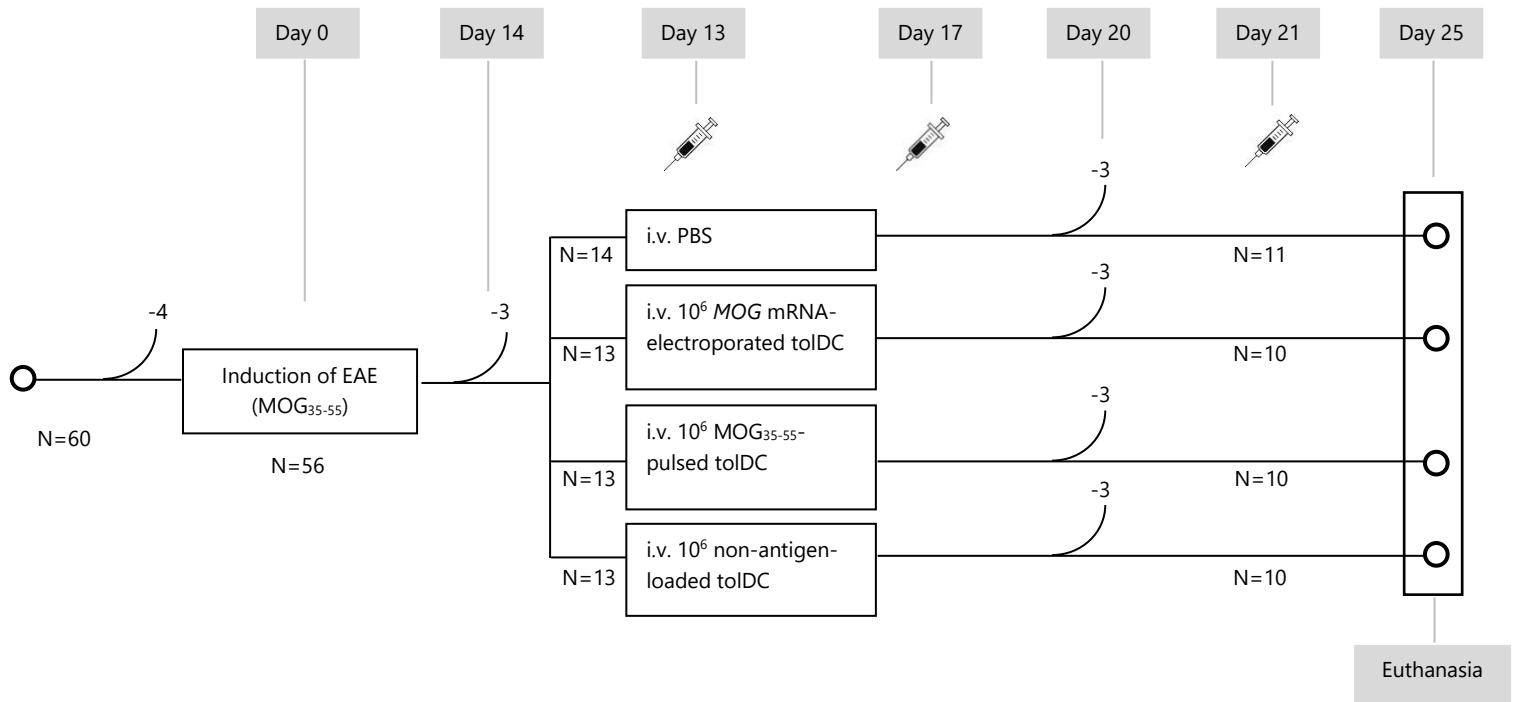 Day 0
Day 14
Day 13
Day 17
Day 20
Day 21
Day 25
-4
N=60
Induction of EAE
(MOG35-55)
N=56
-3
N=14
i.v. PBS
-3
N=11
N=13
i.v. 10⁶ MOG mRNA-
electroporated tolDC
-3
N=10
N=13
i.v. 10⁶ MOG35-55-
pulsed tolDC
-3
N=10
N=13
i.v. 10⁶ non-antigen-
loaded tolDC
-3
N=10
Euthanasia